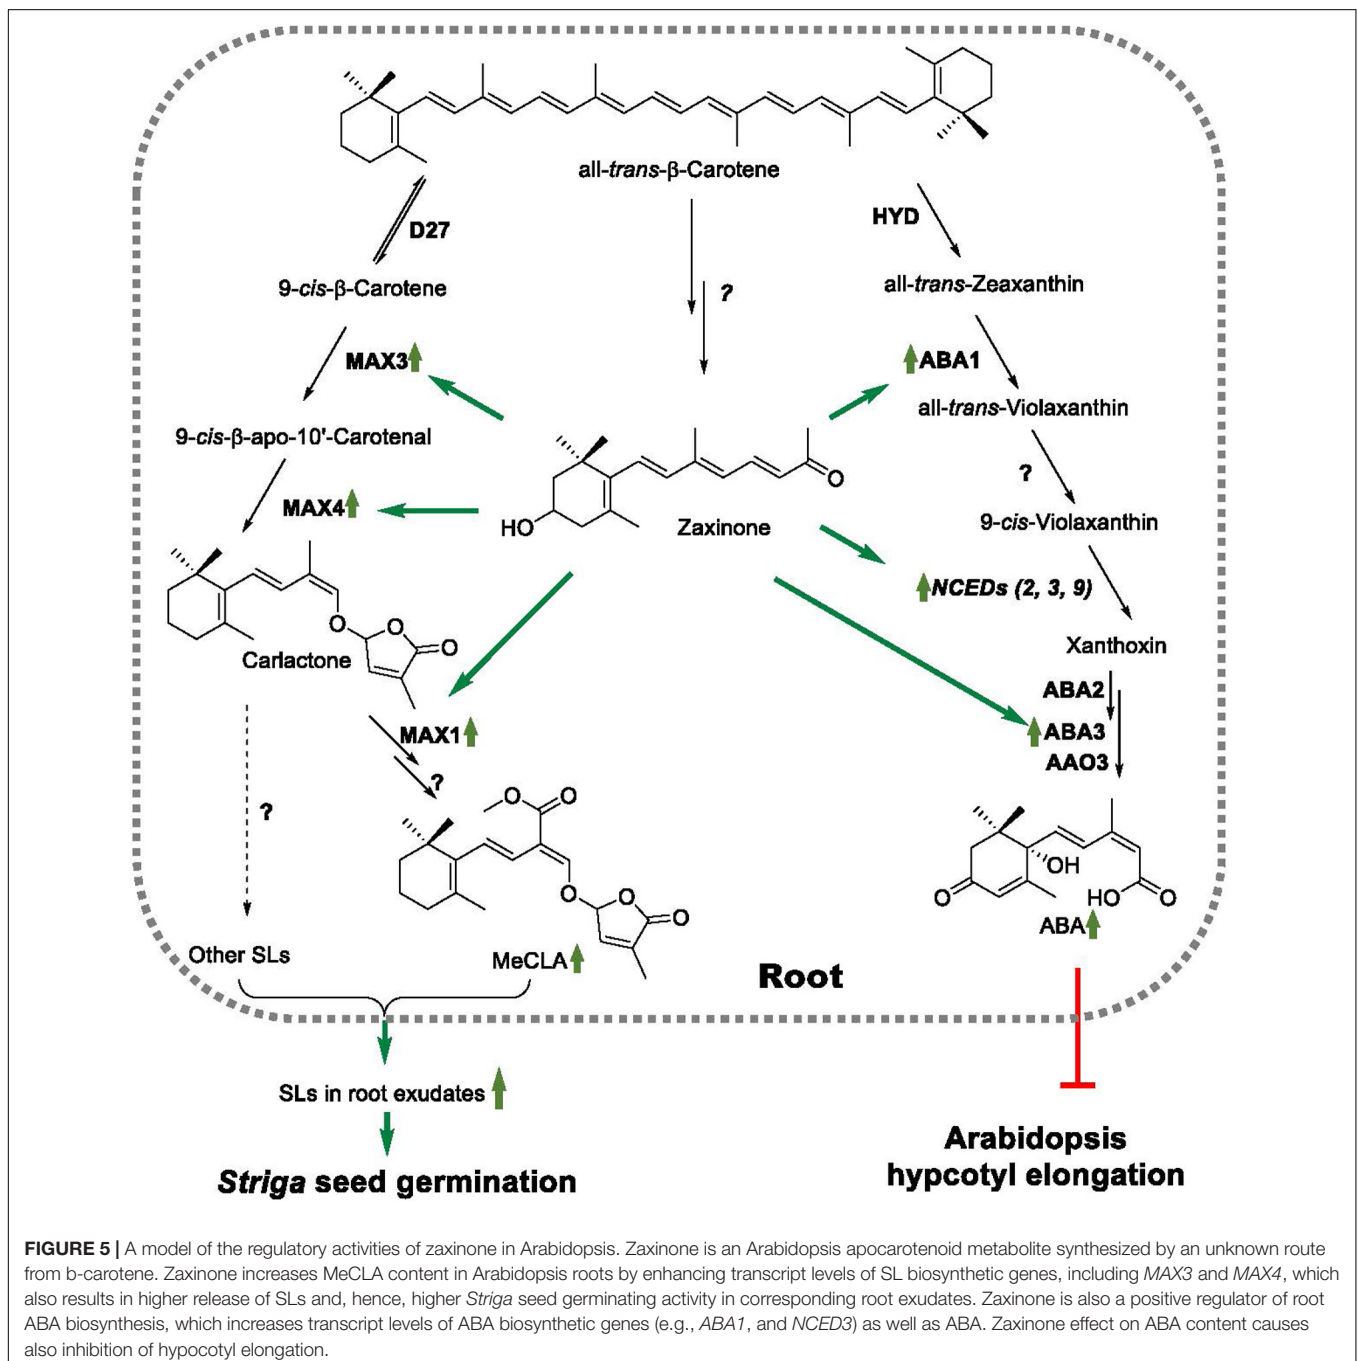 all-trans-β-Carotene
D27
HYD
9-cis-β-Carotene
?
all-trans-Zeaxanthin
MAX3
ABA1
all-trans-Violaxanthin
9-cis-β-apo-10'-Carotenal
?
O
MAX4
HO
Zaxinone
9-cis-Violaxanthin
NCEDs (2, 3, 9)
O
O
O
Carlactone
Xanthoxin
ABA2
MAX1
ABA3
AAO3
?
O
O
?
OH
O
HO
O
O
O
O
ABA
Other SLs
MeCLA
Root
SLs in root exudates
Striga seed germination
Arabidopsis
hypcotyl elongation
FIGURE 5 | A model of the regulatory activities of zaxinone in Arabidopsis. Zaxinone is an Arabidopsis apocarotenoid metabolite synthesized by an unknown route
from b-carotene. Zaxinone increases MeCLA content in Arabidopsis roots by enhancing transcript levels of SL biosynthetic genes, including MAX3 and MAX4, which
also results in higher release of SLs and, hence, higher Striga seed germinating activity in corresponding root exudates. Zaxinone is also a positive regulator of root
ABA biosynthesis, which increases transcript levels of ABA biosynthetic genes (e.g., ABA1, and NCED3) as well as ABA. Zaxinone effect on ABA content causes
also inhibition of hypocotyl elongation.